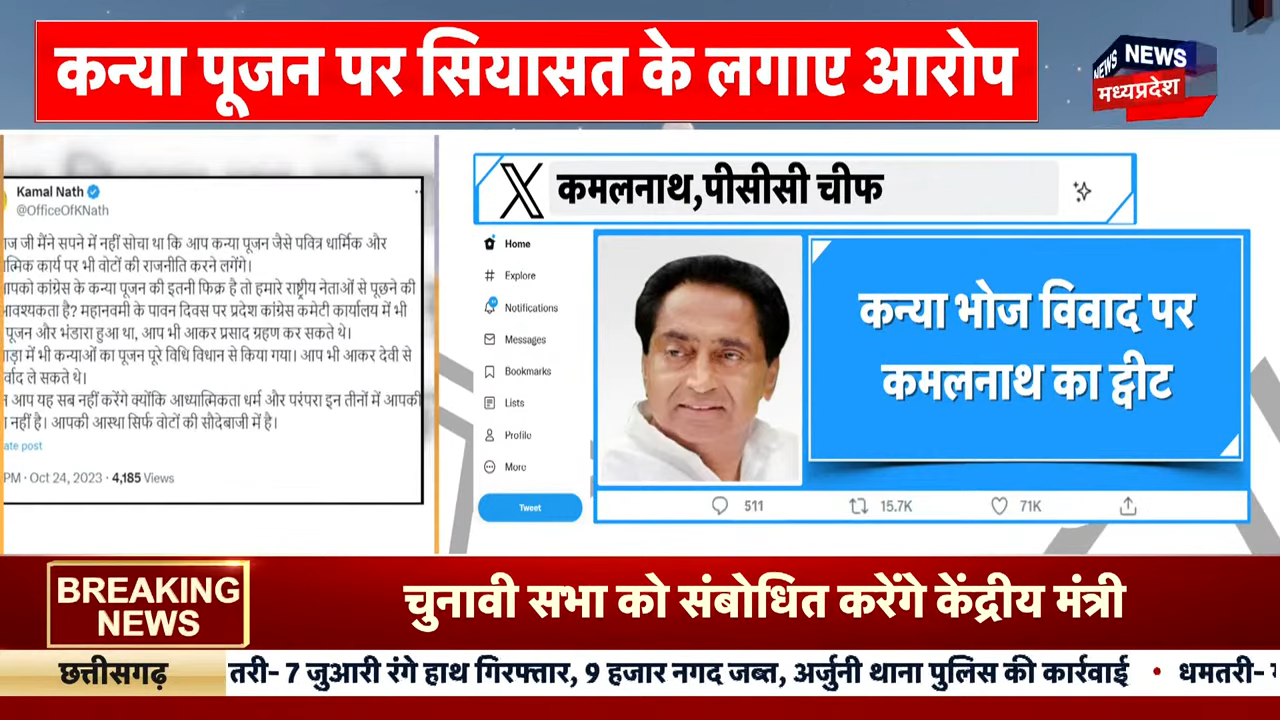 कन्या पूजन पर सियासत के लगाए आरोप
NEWS NEWS
मध्यप्रदेश
Kamal Nath
@OfficeOfKNath
मैंने सपने में नहीं सोचा था कि आप कन्या पूजन जैसे पवित्र धार्मिक और
कार्य पर भी वोटों की राजनीति करने लगेंगे।
कांग्रेस के कन्या पूजन की इतनी फिक्र है तो हमारे राष्ट्रीय नेताओं से पूछने की
है? महानवमी के पावन दिवस पर प्रदेश कांग्रेस कमेटी कार्यालय में भी
पूजन और भंडारा हुआ था, आप भी आकर प्रसाद ग्रहण कर सकते थे।
में भी कन्याओं का पूजन पूरे विधि विधान से किया गया। आप भी आकर देवी से
ले सकते थे।
आप यह सब नहीं करेंगे क्योंकि आध्यात्मिकता धर्म और परंपरा इन तीनों में आपकी
नहीं है। आपकी आस्था सिर्फ वोटों की सौदेबाजी में है।
post
PM · Oct 24, 2023 · 4,185 Views
X कमलनाथ,पीसीसी चीफ
Home
Explore
Notifications
Messages
Bookmarks
Lists
Profile
More
Tweet
कन्या भोज विवाद पर
कमलनाथ का ट्वीट
511 15.7K 71K
BREAKING
NEWS
चुनावी सभा को संबोधित करेंगे केंद्रीय मंत्री
छत्तीसगढ़
तरी- 7 जुआरी रंगे हाथ गिरफ्तार, 9 हजार नगद जब्त, अर्जुनी थाना पुलिस की कार्रवाई • धमतरी-